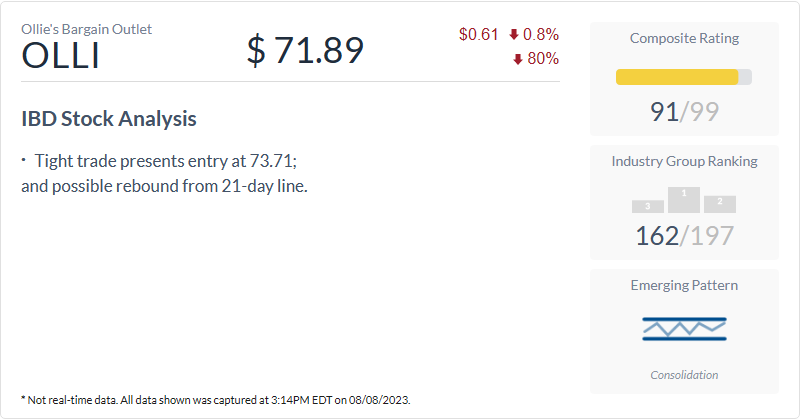 Ollie's Bargain Outlet
OLLI
$ 71.89
$0.61 0.8%
80%
IBD Stock Analysis
• Tight trade presents entry at 73.71;
and possible rebound from 21-day line.
Composite Rating
91/99
Industry Group Ranking
3 1 2
162/197
Emerging Pattern
Consolidation
* Not real-time data. All data shown was captured at 3:14PM EDT on 08/08/2023.